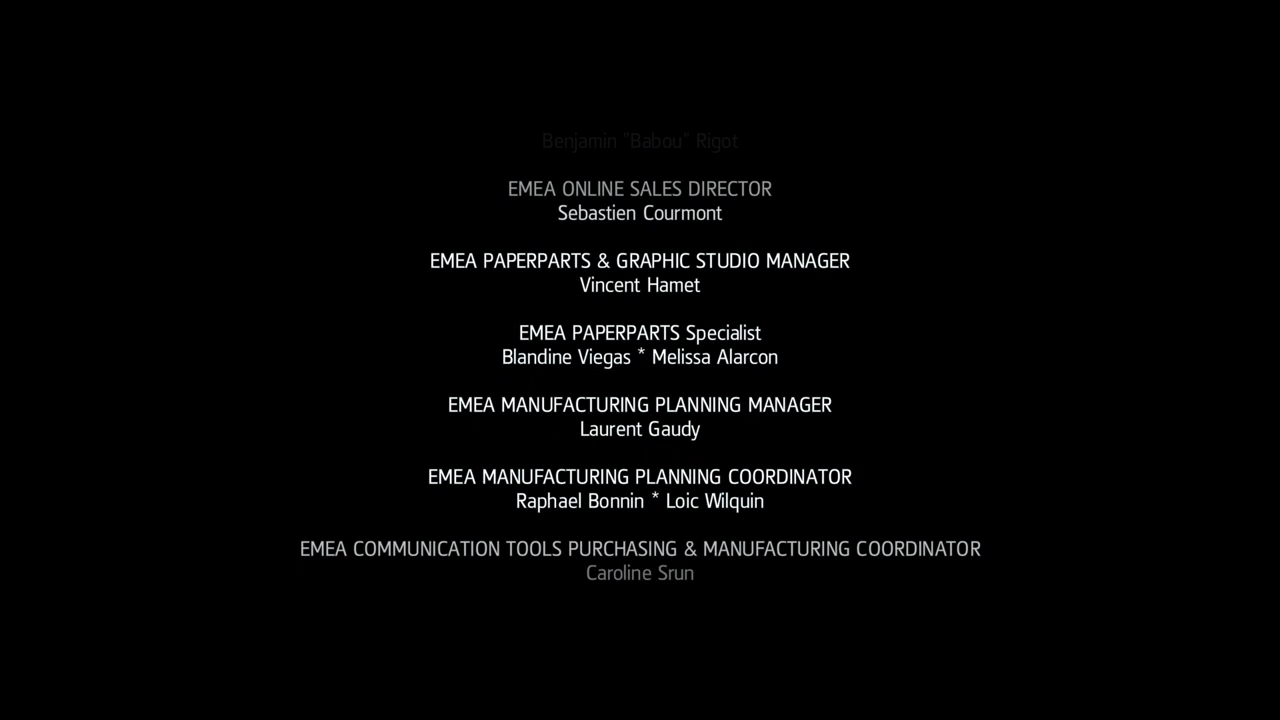 Benjamin "Babou" Rigot
EMEA ONLINE SALES DIRECTOR
Sebastien Courmont
EMEA PAPERPARTS & GRAPHIC STUDIO MANAGER
Vincent Hamet
EMEA PAPERPARTS Specialist
Blandine Viegas * Melissa Alarcon
EMEA MANUFACTURING PLANNING MANAGER
Laurent Gaudy
EMEA MANUFACTURING PLANNING COORDINATOR
Raphael Bonnin * Loic Wilquin
EMEA COMMUNICATION TOOLS PURCHASING & MANUFACTURING COORDINATOR
Caroline Srun